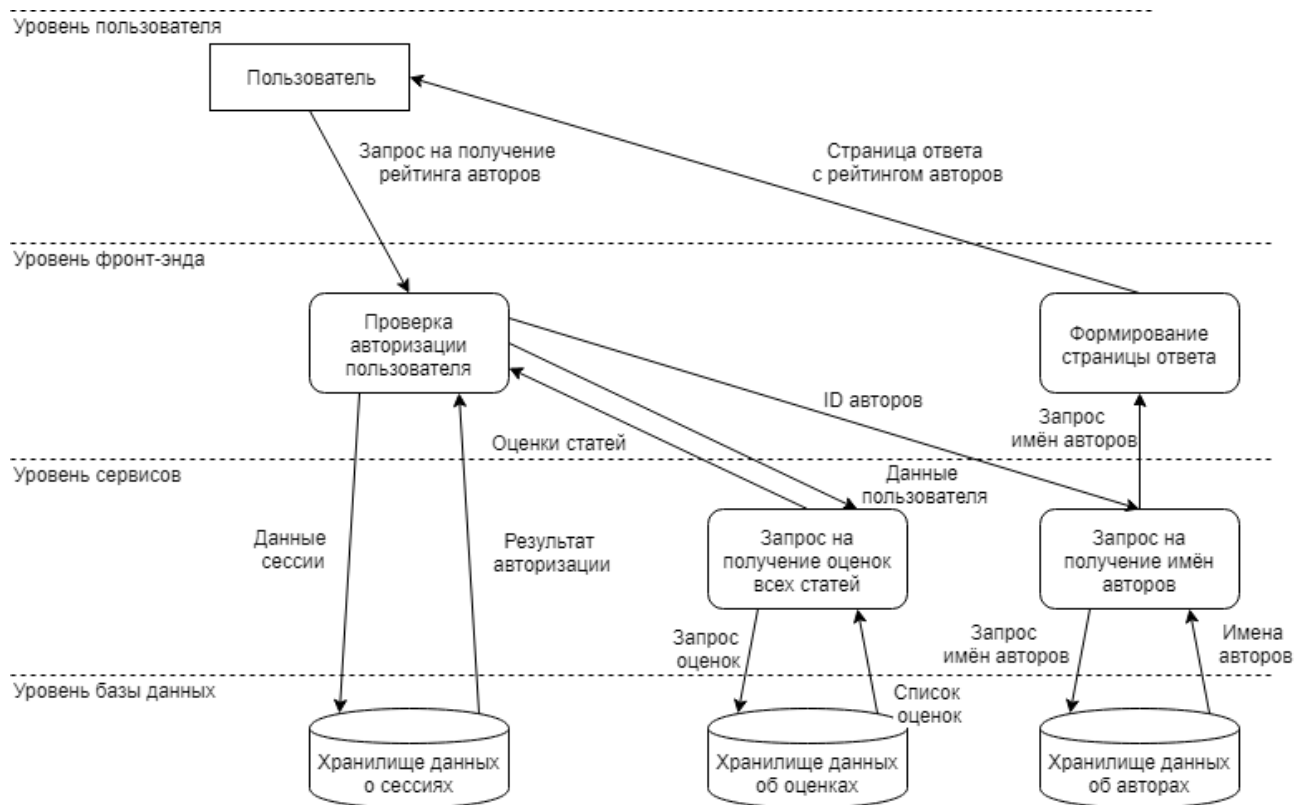 Уровень пользователя
Пользователь
Запрос на получение
рейтинга авторов
Страница ответа
с рейтингом авторов
Уровень фронт-энда
Проверка
авторизации
пользователя
Формирование
страницы ответа
ID авторов
Запрос
имён авторов
Оценки статей
Уровень сервисов
Данные
пользователя
Данные
сессии
Результат
авторизации
Запрос на
получение оценок
всех статей
Запрос на
получение имён
авторов
Запрос
оценок
Запрос
имён авторов
Имена
авторов
Уровень базы данных
Список
оценок
Хранилище данных
о сессиях
Хранилище данных
об оценках
Хранилище данных
об авторах